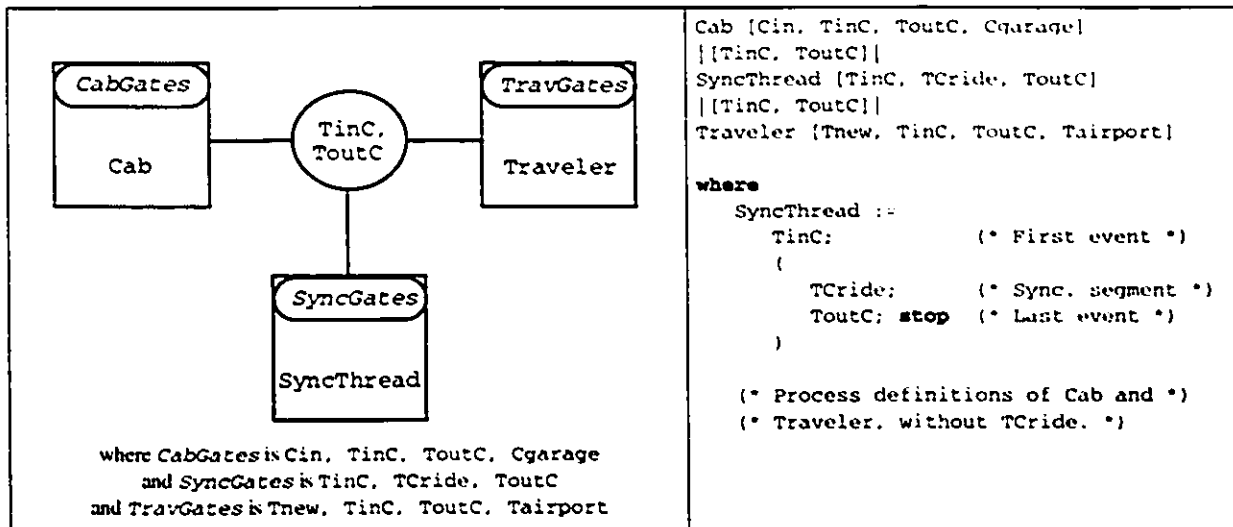 CabGates
Cab
TinC,
ToutC
TravGates
Traveler
SyncGates
SyncThread
where CabGates is Cin, TinC, ToutC, Cgarage
and SyncGates is TinC, TCride, ToutC
and TravGates is Tnew, TinC, ToutC, Tairport
Cab [Cin, TinC, ToutC, Cgarage]
|[TinC, ToutC]|
SyncThread [TinC, TCride, ToutC]
|[TinC, ToutC]|
Traveler [Tnew, TinC, ToutC, Tairport]
where
SyncThread :=
TinC; (* First event *)
(
TCride; (* Sync. segment *)
ToutC; stop (* Last event *)
)
(* Process definitions of Cab and *)
(* Traveler, without TCride. *)